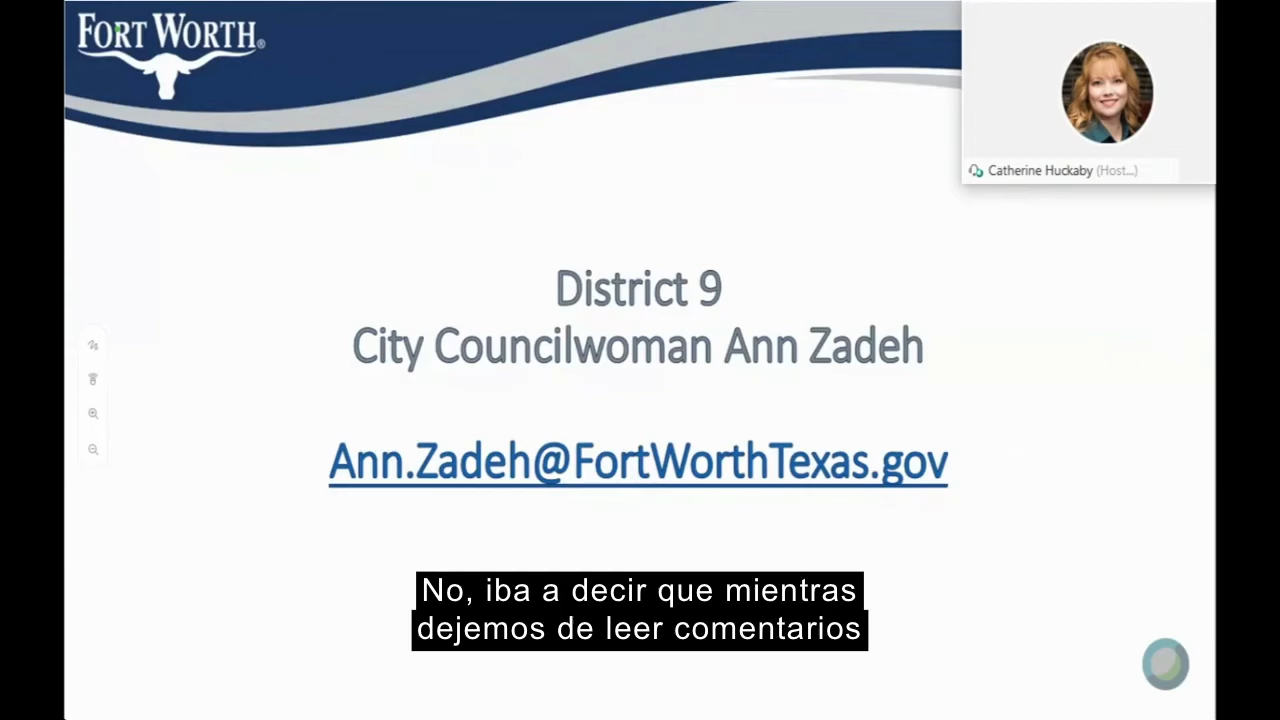 FORT WORTH®
Catherine Huckaby (Host...)
District 9
City Councilwoman Ann Zadeh
Ann.Zadeh@FortWorthTexas.gov
No, iba a decir que mientras
dejemos de leer comentarios